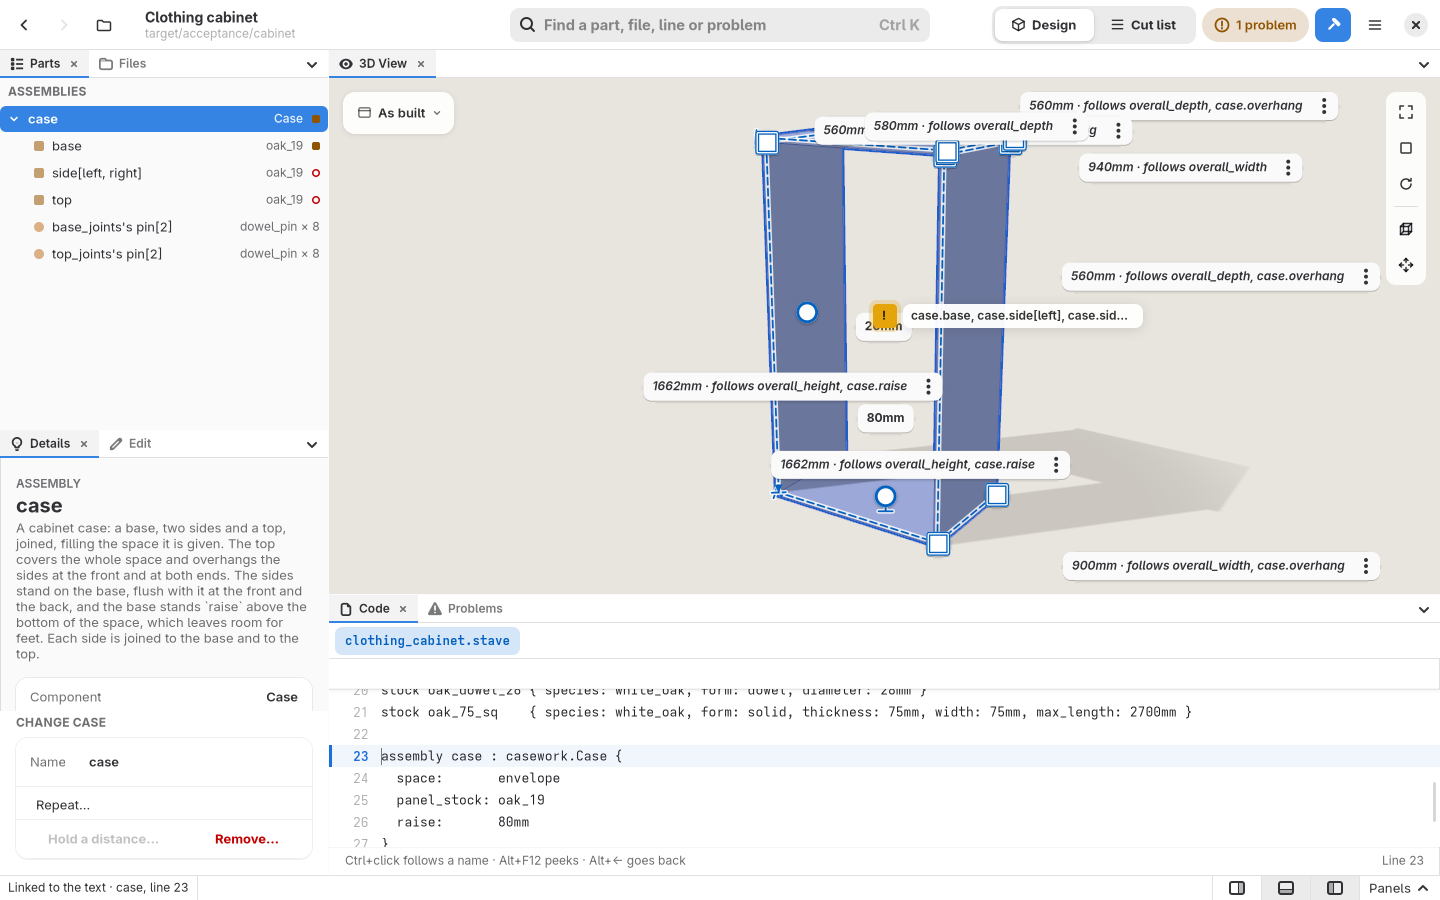 Clothing cabinet
target/acceptance/cabinet
Find a part, file, line or problem
Ctrl K
Design
Cut list
1 problem
Parts
Files
ASSEMBLIES
case
Case
base
oak_19
side[left, right]
oak_19
top
oak_19
base_joints's pin[2]
dowel_pin × 8
top_joints's pin[2]
dowel_pin × 8
Details
Edit
ASSEMBLY
case
A cabinet case: a base, two sides and a top,
joined, filling the space it is given. The top
covers the whole space and overhangs the
sides at the front and at both ends. The sides
stand on the base, flush with it at the front and
the back, and the base stands `raise` above the
bottom of the space, which leaves room for
feet. Each side is joined to the base and to the
top.
Component
Case
CHANGE CASE
Name
case
Repeat...
Hold a distance...
Remove...
3D View
As built
560mm · follows overall_depth, case.overhang
560mm
580mm · follows overall_depth
g
940mm · follows overall_width
560mm · follows overall_depth, case.overhang
!
case.base, case.side[left], case.sid...
1662mm · follows overall_height, case.raise
80mm
1662mm · follows overall_height, case.raise
900mm · follows overall_width, case.overhang
Code
Problems
clothing_cabinet.stave
20 stock oak_dowel_28 { species: white_oak, form: dowel, diameter: 28mm }
21 stock oak_75_sq    { species: white_oak, form: solid, thickness: 75mm, width: 75mm, max_length: 2700mm }
22
23 assembly case : casework.Case {
24   space:       envelope
25   panel_stock: oak_19
26   raise:       80mm
27 }
Ctrl+click follows a name · Alt+F12 peeks · Alt+← goes back
Line 23
Linked to the text · case, line 23
Panels